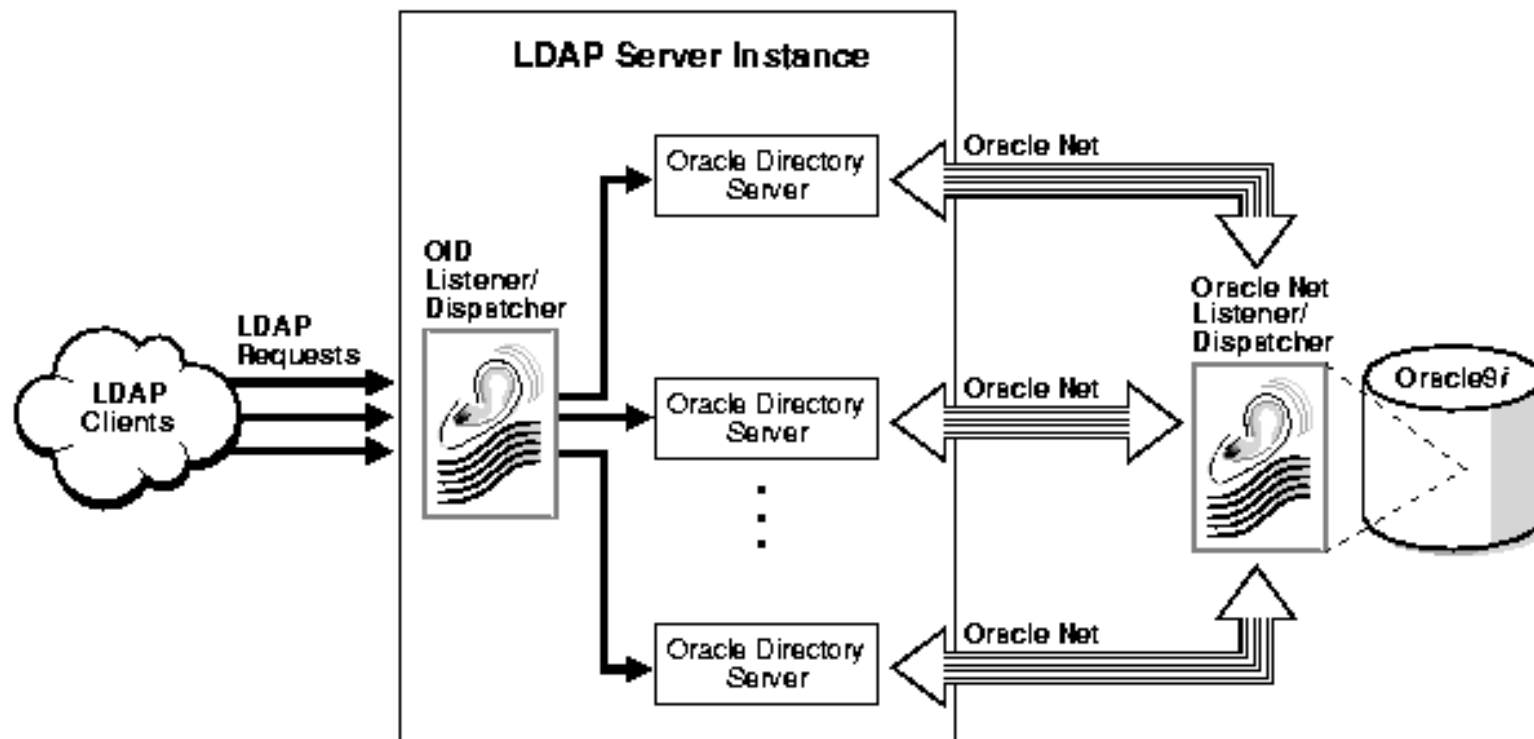 LDAP Server Instance
Oracle Net
Oracle Directory
Server
OID
Listener/
Dispatcher
Oracle Net
Listener/
Dispatcher
LDAP
Requests
LDAP
Clients
Oracle Directory
Server
Oracle Net
Oracle9i
Oracle Net
Oracle Directory
Server